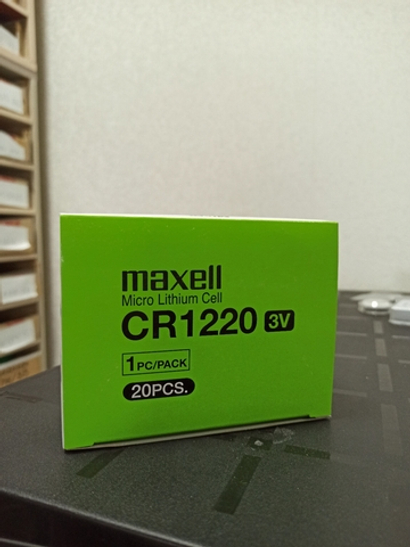 maxell
Micro Lithium Cell
CR1220 3V
1PC/PACK
20PCS.